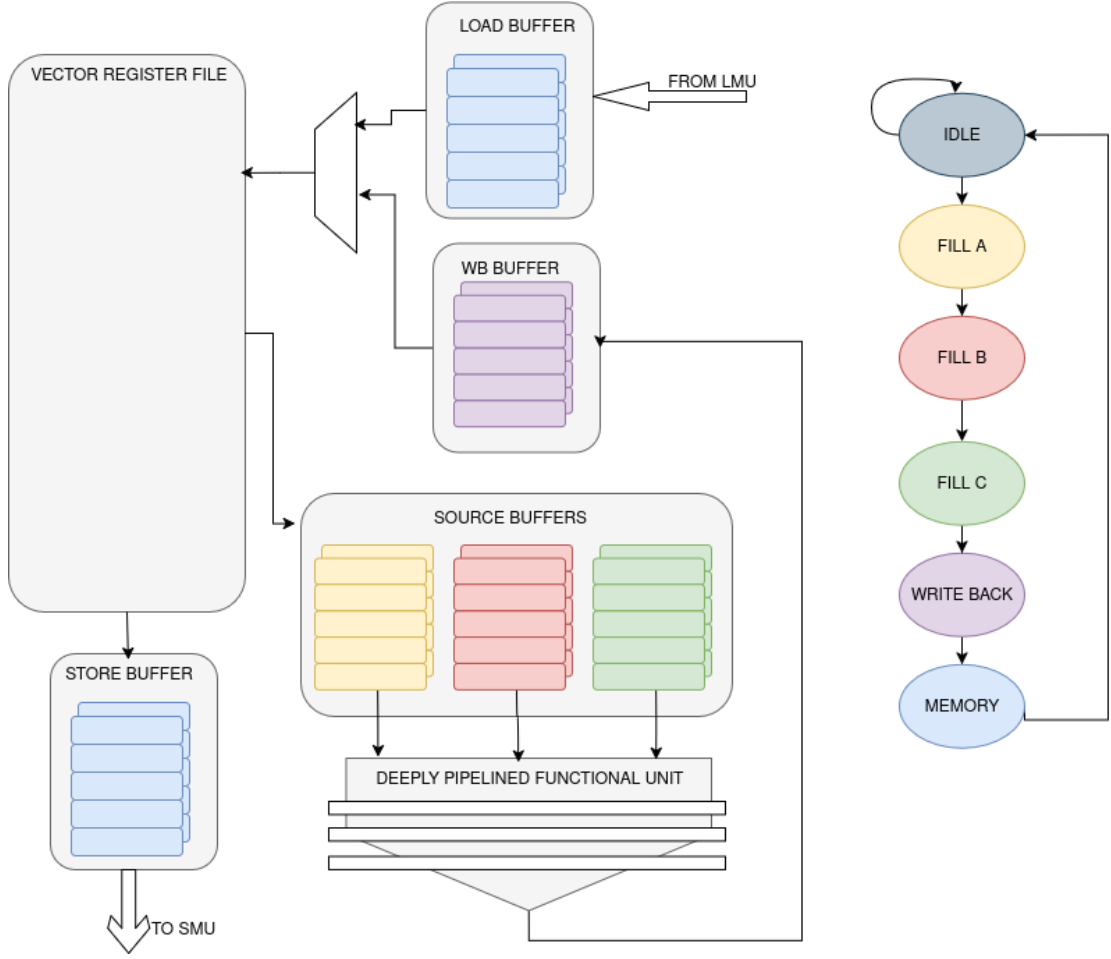 LOAD BUFFER
VECTOR REGISTER FILE
FROM LMU
IDLE
FILL A
WB BUFFER
FILL B
FILL C
SOURCE BUFFERS
WRITE BACK
STORE BUFFER
MEMORY
DEEPLY PIPELINED FUNCTIONAL UNIT
TO SMU